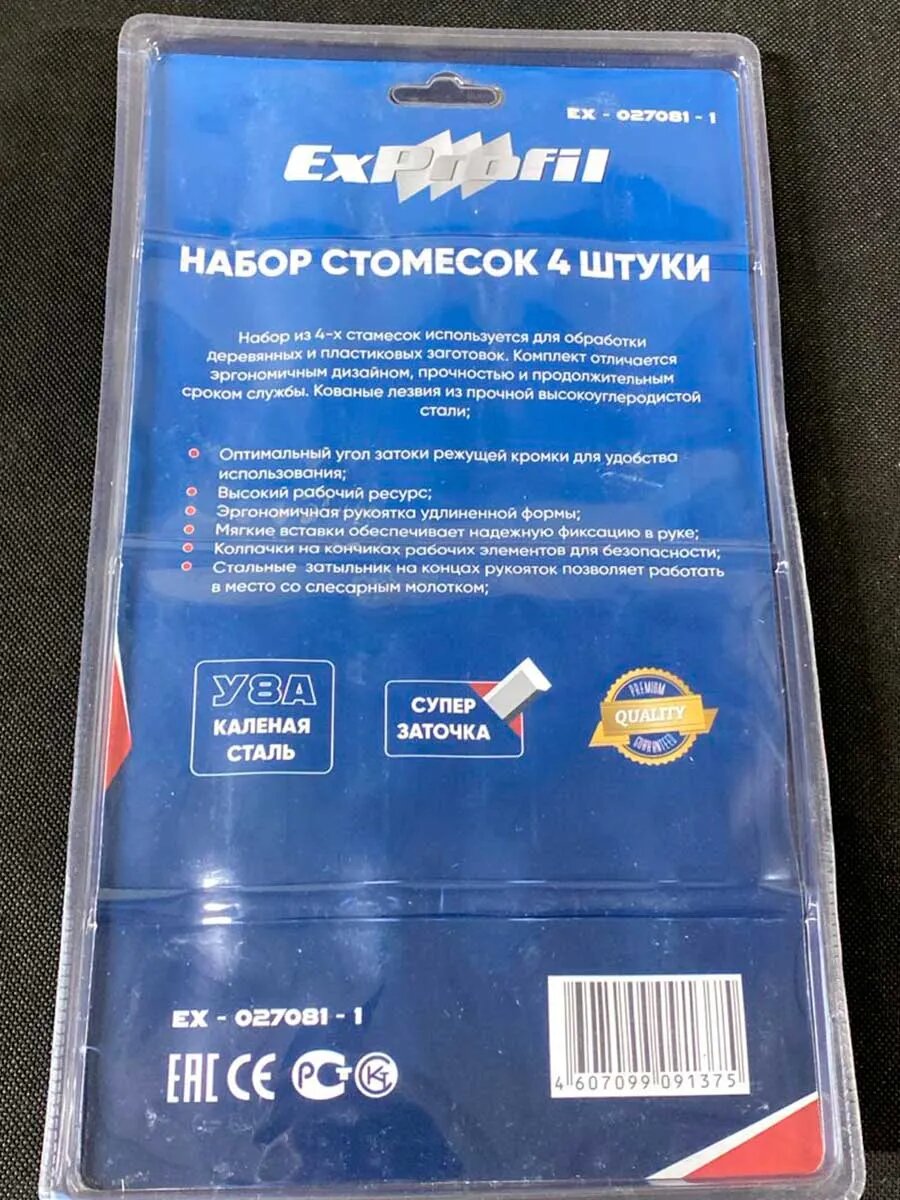 EX - 027081 - 1
ExProfil
НАБОР СТОМЕСОК 4 ШТУКИ
Набор из 4-х стамесок используется для обработки
деревянных и пластиковых заготовок. Комплект отличается
эргономичным дизайном, прочностью и продолжительным
сроком службы. Кованые лезвия из прочной высокоуглеродистой
стали;
• Оптимальный угол затоки режущей кромки для удобства
использования;
• Высокий рабочий ресурс;
• Эргономичная рукоятка удлиненной формы;
• Мягкие вставки обеспечивает надежную фиксацию в руке;
• Колпачки на кончиках рабочих элементов для безопасности;
• Стальные затыльник на концах рукояток позволяет работать
в место со слесарным молотком;
У8А
КАЛЕНАЯ
СТАЛЬ
СУПЕР
ЗАТОЧКА
PREMIUM
QUALITY
GUARANTEED
EX - 027081 - 1
EAC CE РСТ КТ
4 607099 091375